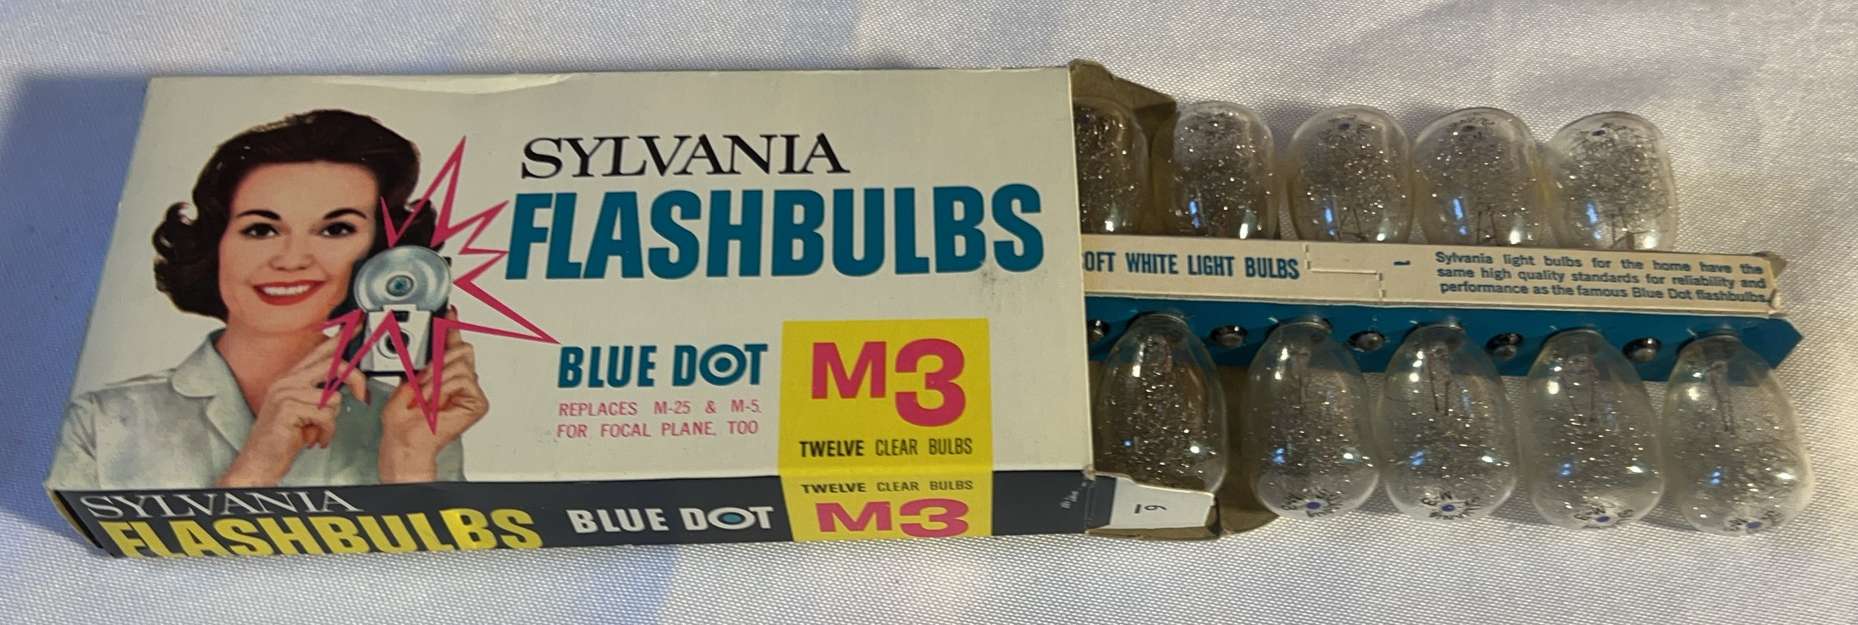 SYLVANIA
FLASHBULBS
BLUE DOT
REPLACES M-25 & M-5.
FOR FOCAL PLANE, TOO
M3
TWELVE CLEAR BULBS
SYLVANIA
FLASHBULBS
BLUE DOT
TWELVE CLEAR BULBS
M3
OFT WHITE LIGHT BULBS
Sylvania light bulbs for the home have the
same high quality standards for reliability and
performance as the famous Blue Dot flashbulbs